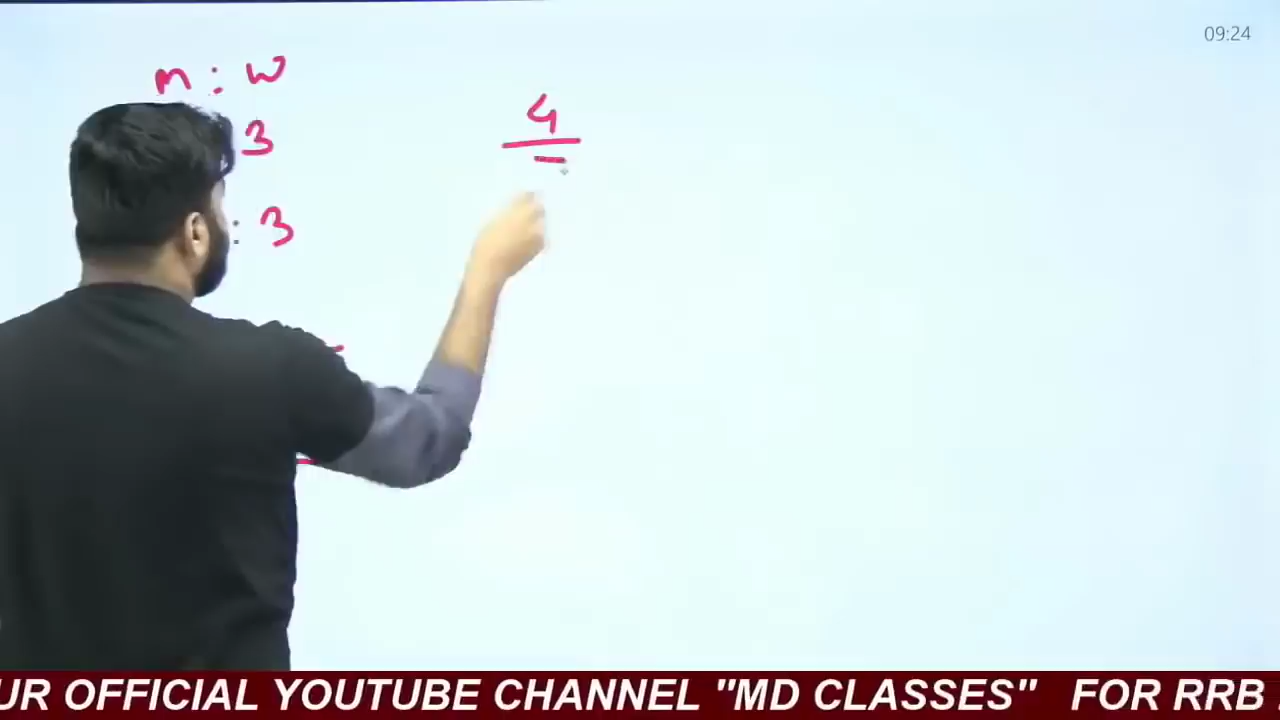 09:24
m : w
3
: 3
4
UR OFFICIAL YOUTUBE CHANNEL "MD CLASSES" FOR RRB